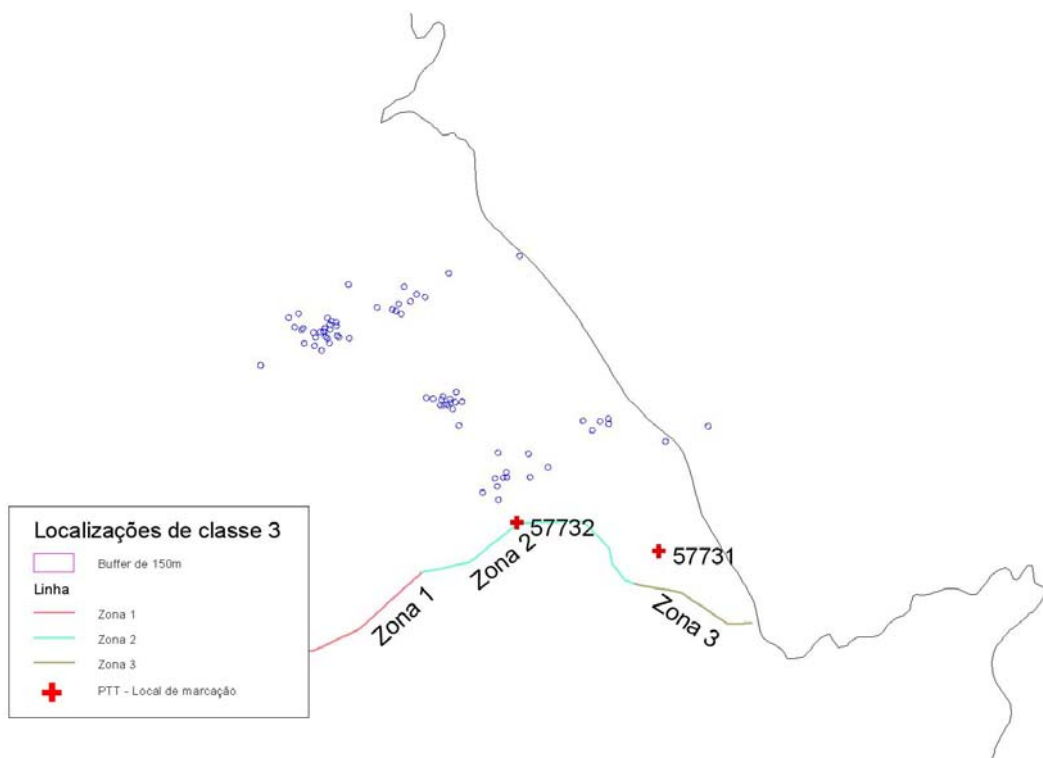 57732
57731
Zona 2
Zona 1
Zona 3
Localizações de classe 3
Buffer de 150m
Linha
Zona 1
Zona 2
Zona 3
PTT - Local de marcação